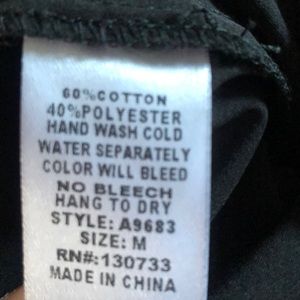 60%COTTON
40%POLYESTER
HAND WASH COLD
WATER SEPARATELY
COLOR WILL BLEED
NO BLEECH
HANG TO DRY
STYLE: A9683
SIZE: M
RN#:130733
MADE IN CHINA